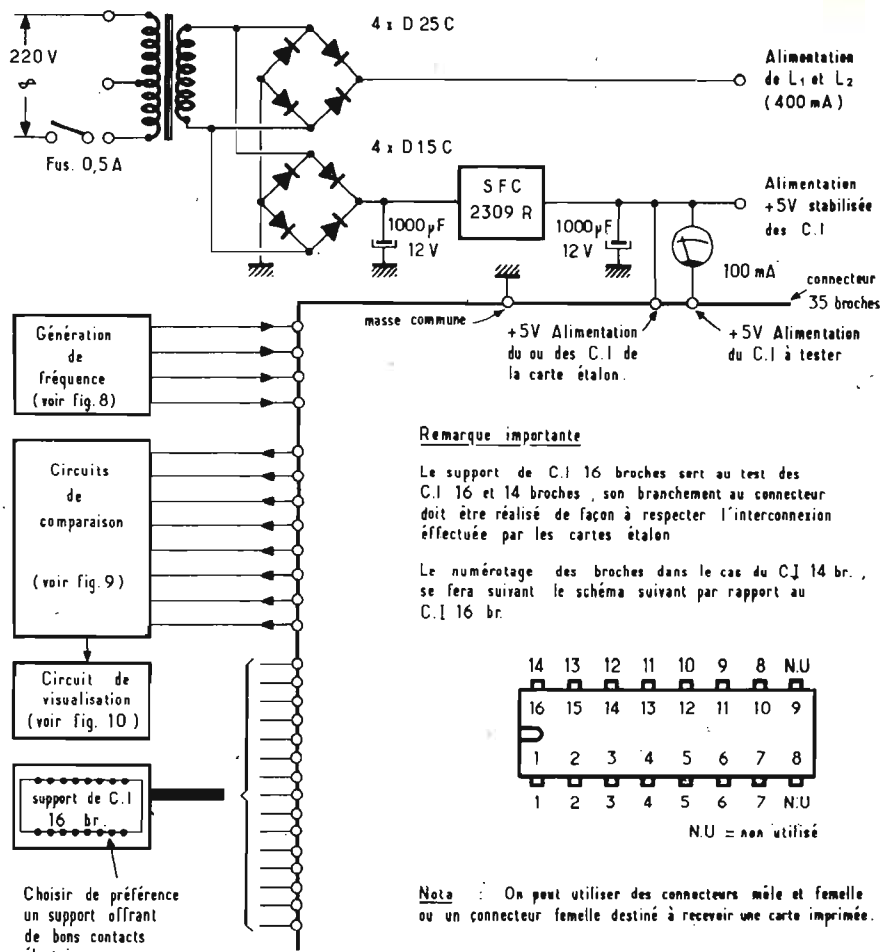 4 x D 25 C
220 V
Fus. 0,5 A
Alimentation
de L1 et L2
(400 mA)
4 x D 15 C
1000 µF
12 V
SFC
2309 R
1000 µF
12 V
Alimentation
+5V stabilisée
des C.I
100 mA
connecteur
35 broches
masse commune
+5V Alimentation
du ou des C.I de
la carte étalon.
+5V Alimentation
du C.I à tester
Génération
de
fréquence
(voir fig. 8)
Circuits
de
comparaison
(voir fig. 9)
Circuit de
visualisation
(voir fig. 10)
support de C.I
16 br.
Choisir de préférence
un support offrant
de bons contacts
Remarque importante
Le support de C.I 16 broches sert au test des
C.I 16 et 14 broches, son branchement au connecteur
doit être réalisé de façon à respecter l'interconnexion
éffectuée par les cartes étalon
Le numérotage des broches dans le cas du C.I 14 br.,
se fera suivant le schéma suivant par rapport au
C.I 16 br.
14 13 12 11 10 9 8 N.U
16 15 14 13 12 11 10 9
1 2 3 4 5 6 7 8
1 2 3 4 5 6 7 N.U
N.U = non utilisé
Nota : On peut utiliser des connecteurs mêle et femelle
ou un connecteur femelle destiné à recevoir une carte imprimée.